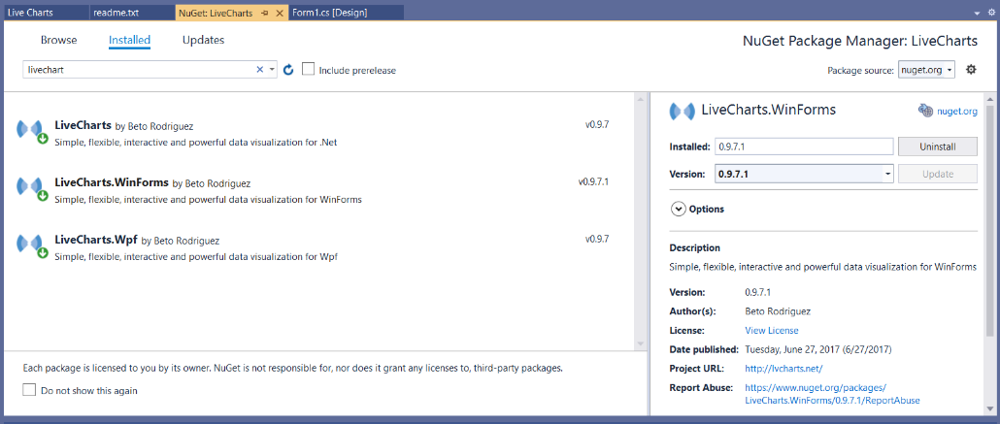 Live Charts readme.txt NuGet: LiveCharts Form1.cs [Design]
Browse Installed Updates NuGet Package Manager: LiveCharts
livechart Include prerelease Package source: nuget.org
LiveCharts by Beto Rodriguez v0.9.7
Simple, flexible, interactive and powerful data visualization for .Net
LiveCharts.WinForms by Beto Rodriguez v0.9.7.1
Simple, flexible, interactive and powerful data visualization for WinForms
LiveCharts.Wpf by Beto Rodriguez v0.9.7
Simple, flexible, interactive and powerful data visualization for Wpf
Each package is licensed to you by its owner. NuGet is not responsible for, nor does it grant any licenses to, third-party packages.
Do not show this again
LiveCharts.WinForms nuget.org
Installed: 0.9.7.1 Uninstall
Version: 0.9.7.1 Update
Options
Description
Simple, flexible, interactive and powerful data visualization for WinForms
Version: 0.9.7.1
Author(s): Beto Rodriguez
License: View License
Date published: Tuesday, June 27, 2017 (6/27/2017)
Project URL: http://lvcharts.net/
Report Abuse: https://www.nuget.org/packages/
LiveCharts.WinForms/0.9.7.1/ReportAbuse